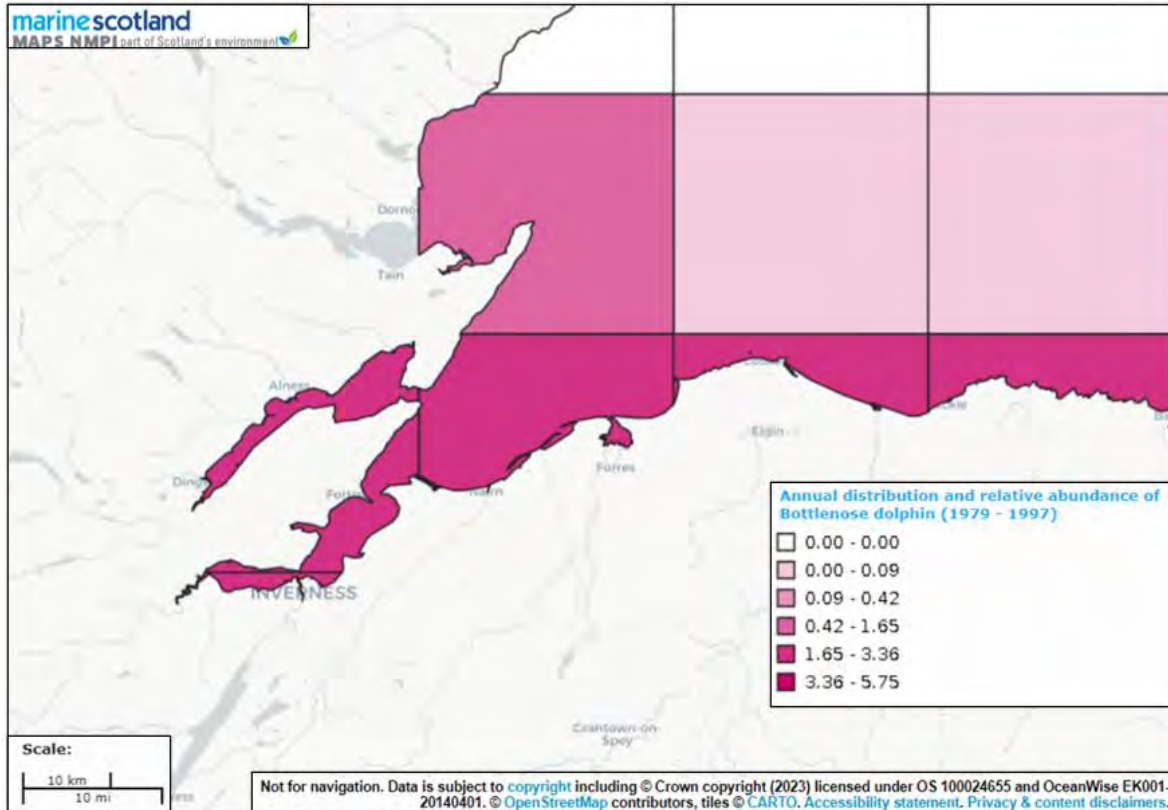 marinescotland
MAPS NMPI part of Scotland's environment
Tain
Alness
Elgin
Forres
INVERNESS
Annual distribution and relative abundance of
Bottlenose dolphin (1979 - 1997)
0.00 - 0.00
0.00 - 0.09
0.09 - 0.42
0.42 - 1.65
1.65 - 3.36
3.36 - 5.75
Grantown-on-
Spey
Scale:
10 km
10 mi
Not for navigation. Data is subject to copyright including © Crown copyright (2023) licensed under OS 100024655 and OceanWise EK001-
20140401. © OpenStreetMap contributors, tiles © CARTO. Accessibility statement. Privacy & content disclaimer